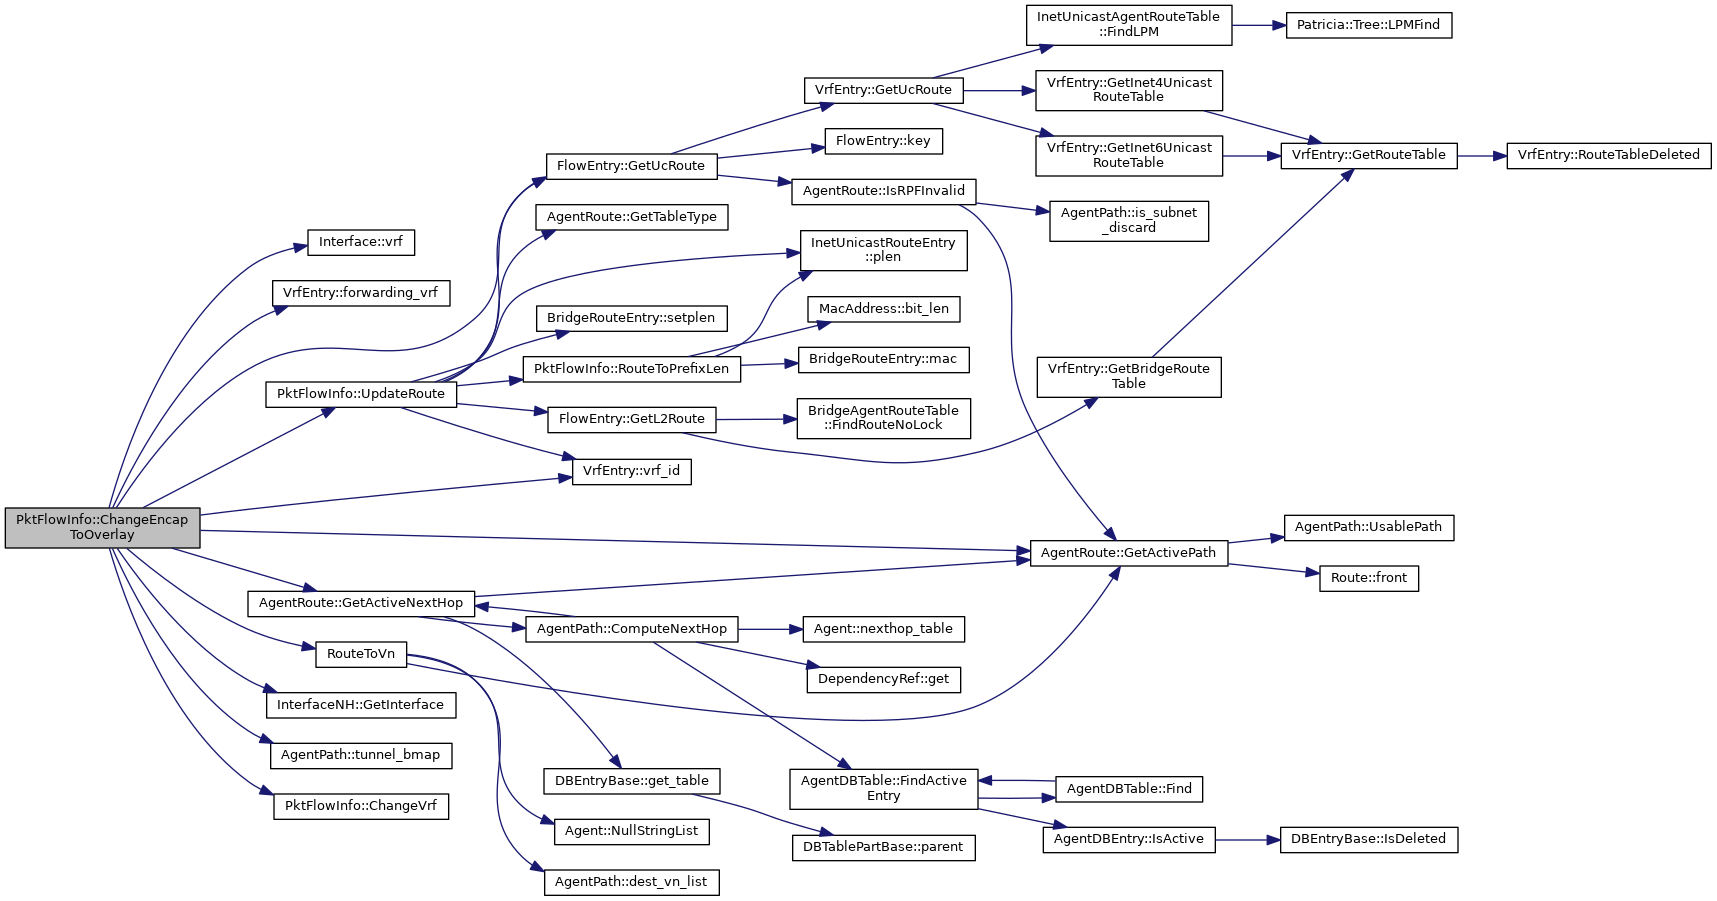 InetUnicastAgentRouteTable
::FindLPM
Patricia::Tree::LPMFind
VrfEntry::GetUcRoute
VrfEntry::GetInet4Unicast
RouteTable
FlowEntry::key
VrfEntry::GetInet6Unicast
RouteTable
VrfEntry::GetRouteTable
VrfEntry::RouteTableDeleted
FlowEntry::GetUcRoute
AgentRoute::IsRPFInvalid
AgentRoute::GetTableType
AgentPath::is_subnet
_discard
Interface::vrf
InetUnicastRouteEntry
::plen
VrfEntry::forwarding_vrf
BridgeRouteEntry::setplen
MacAddress::bit_len
PktFlowInfo::RouteToPrefixLen
BridgeRouteEntry::mac
VrfEntry::GetBridgeRoute
Table
PktFlowInfo::UpdateRoute
FlowEntry::GetL2Route
BridgeAgentRouteTable
::FindRouteNoLock
VrfEntry::vrf_id
PktFlowInfo::ChangeEncap
ToOverlay
AgentRoute::GetActivePath
AgentPath::UsablePath
Route::front
AgentRoute::GetActiveNextHop
AgentPath::ComputeNextHop
Agent::nexthop_table
RouteToVn
DependencyRef::get
InterfaceNH::GetInterface
AgentPath::tunnel_bmap
DBEntryBase::get_table
AgentDBTable::FindActive
Entry
AgentDBTable::Find
PktFlowInfo::ChangeVrf
Agent::NullStringList
DBTablePartBase::parent
AgentDBEntry::IsActive
DBEntryBase::IsDeleted
AgentPath::dest_vn_list